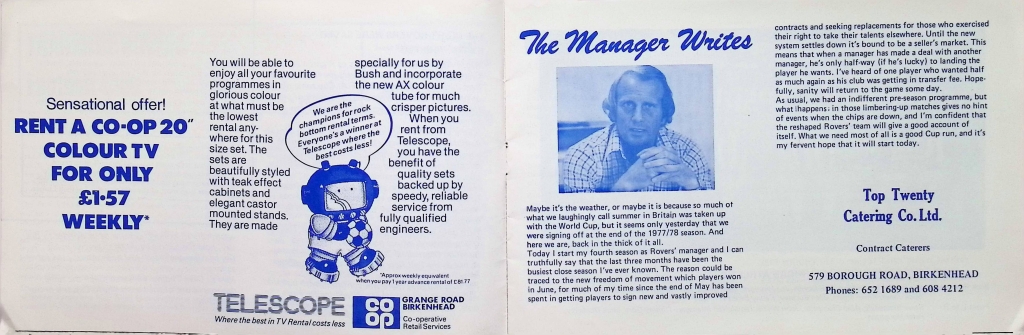 Sensational offer!
RENT A CO-OP 20"
COLOUR TV
FOR ONLY
£1·57
WEEKLY*
You will be able to
enjoy all your favourite
programmes in
glorious colour
at what must be
the lowest
rental any-
where for this
size set. The
sets are
beautifully styled
with teak effect
cabinets and
elegant castor
mounted stands.
They are made
specially for us by
Bush and incorporate
the new AX colour
tube for much
crisper pictures.
When you
rent from
Telescope,
you have the
benefit of
quality sets
backed up by
speedy, reliable
service from
fully qualified
engineers.
We are the
champions for rock
bottom rental terms.
Everyone's a winner at
Telescope where the
best costs less!
*Approx weekly equivalent
when you pay 1 year advance rental of £81·77
TELESCOPE
Where the best in TV Rental costs less
CO
OP
GRANGE ROAD
BIRKENHEAD
Co-operative
Retail Services
The Manager Writes
Maybe it's the weather, or maybe it is because so much of
what we laughingly call summer in Britain was taken up
with the World Cup, but it seems only yesterday that we
were signing off at the end of the 1977/78 season. And
here we are, back in the thick of it all.
Today I start my fourth season as Rovers' manager and I can
truthfully say that the last three months have been the
busiest close season I've ever known. The reason could be
traced to the new freedom of movement which players won
in June, for much of my time since the end of May has been
spent in getting players to sign new and vastly improved
contracts and seeking replacements for those who exercised
their right to take their talents elsewhere. Until the new
system settles down it's bound to be a seller's market. This
means that when a manager has made a deal with another
manager, he's only half-way (if he's lucky) to landing the
player he wants. I've heard of one player who wanted half
as much again as his club was getting in transfer fee. Hope-
fully, sanity will return to the game some day.
As usual, we had an indifferent pre-season programme, but
what happens in those limbering-up matches gives no hint
of events when the chips are down, and I'm confident that
the reshaped Rovers' team will give a good account of
itself. What we need most of all is a good Cup run, and it's
my fervent hope that it will start today.
Top Twenty
Catering Co. Ltd.
Contract Caterers
579 BOROUGH ROAD, BIRKENHEAD
Phones: 652 1689 and 608 4212